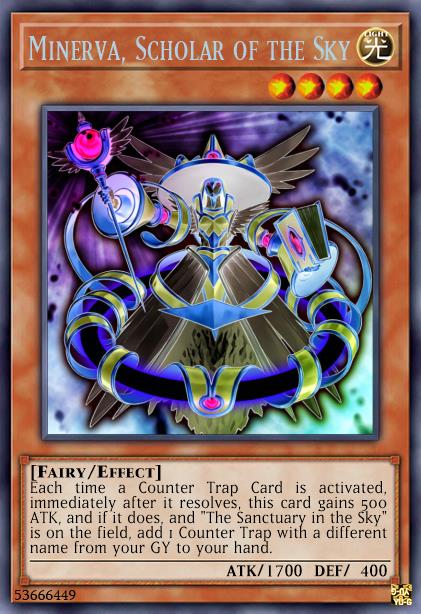 MINERVA, SCHOLAR OF THE SKY
LIGHT
光
[FAIRY/EFFECT]
Each time a Counter Trap Card is activated,
immediately after it resolves, this card gains 500
ATK, and if it does, and "The Sanctuary in the Sky"
is on the field, add 1 Counter Trap with a different
name from your GY to your hand.
ATK/1700 DEF/ 400
53666449